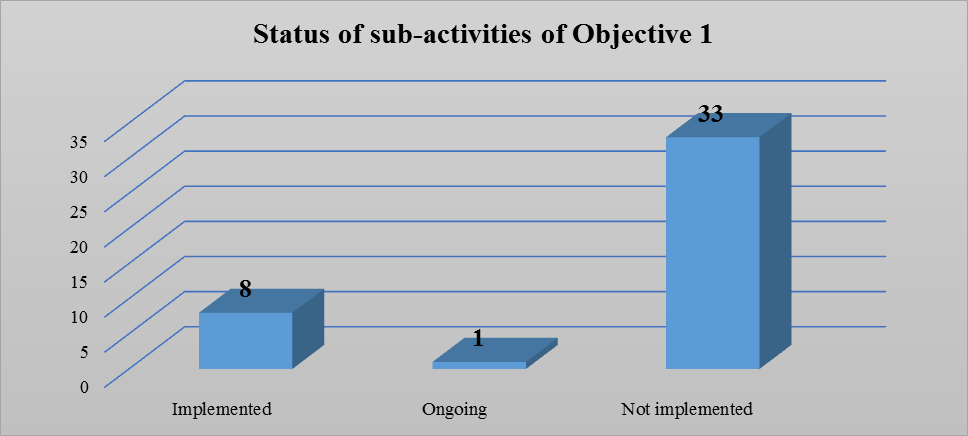 Status of sub-activities of Objective 1
35
30
25
20
15
10
5
0
8
1
33
Implemented
Ongoing
Not implemented